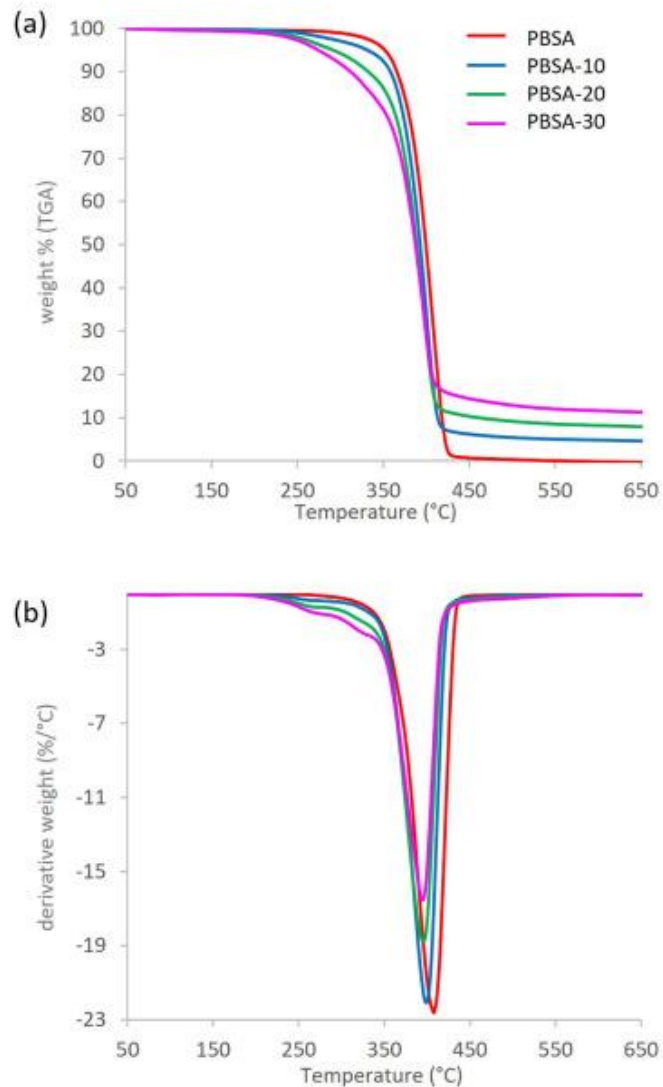 (a)
PBSA
PBSA-10
PBSA-20
PBSA-30
weight % (TGA)
100
90
80
70
60
50
40
30
20
10
0
50 150 250 350 450 550 650
Temperature (°C)
(b)
derivative weight (%/°C)
-3
-7
-11
-15
-19
-23
50 150 250 350 450 550 650
Temperature (°C)